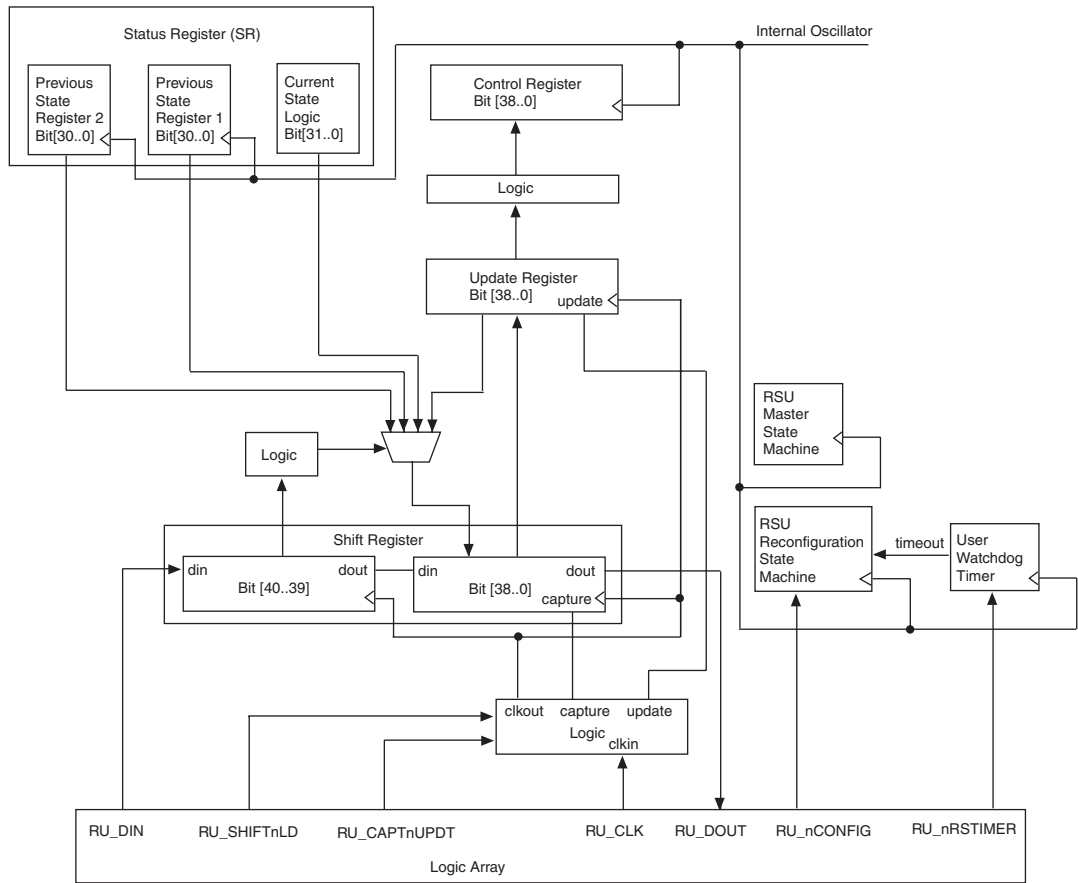 Status Register (SR)
Internal Oscillator
Previous
State
Register 2
Bit[30..0]
Previous
State
Register 1
Bit[30..0]
Current
State
Logic
Bit[31..0]
Control Register
Bit [38..0]
Logic
Update Register
Bit [38..0]
update
RSU
Master
State
Machine
Logic
Shift Register
din
dout
Bit [40..39]
din
dout
Bit [38..0]
capture
RSU
Reconfiguration
State
Machine
timeout
User
Watchdog
Timer
clkout
capture
update
Logic
clkin
RU_DIN
RU_SHIFTnLD
RU_CAPTnUPDT
RU_CLK
RU_DOUT
RU_nCONFIG
RU_nRSTIMER
Logic Array